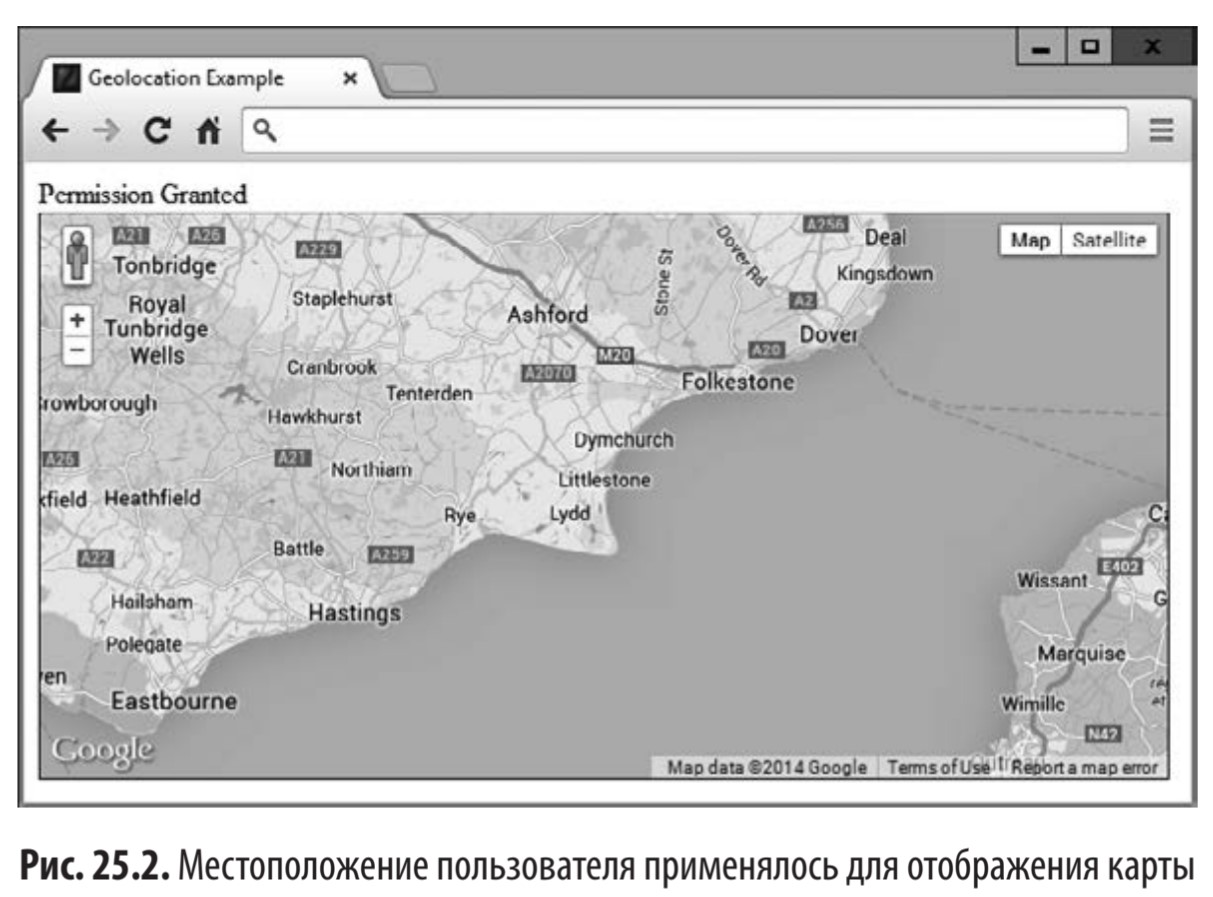 Geolocation Example
Permission Granted
A21 A26
A229
A256
Deal
Map Satellite
Tonbridge
Stone St
Dover Rd
Kingsdown
Royal
Tunbridge
Wells
+
−
Staplehurst
Ashford
A2
Dover
M20
A20
Cranbrook
A2070
Folkestone
Tenterden
rowborough
Hawkhurst
Dymchurch
A26
A21
Northiam
Littlestone
kfield
Heathfield
Rye
Lydd
A22
Battle
A259
E402
Wissant
Hailsham
Hastings
Polegate
Marquise
Eastbourne
Wimille
N42
Google
Map data ©2014 Google
Terms of Use
Report a map error
Рис. 25.2. Местоположение пользователя применялось для отображения карты